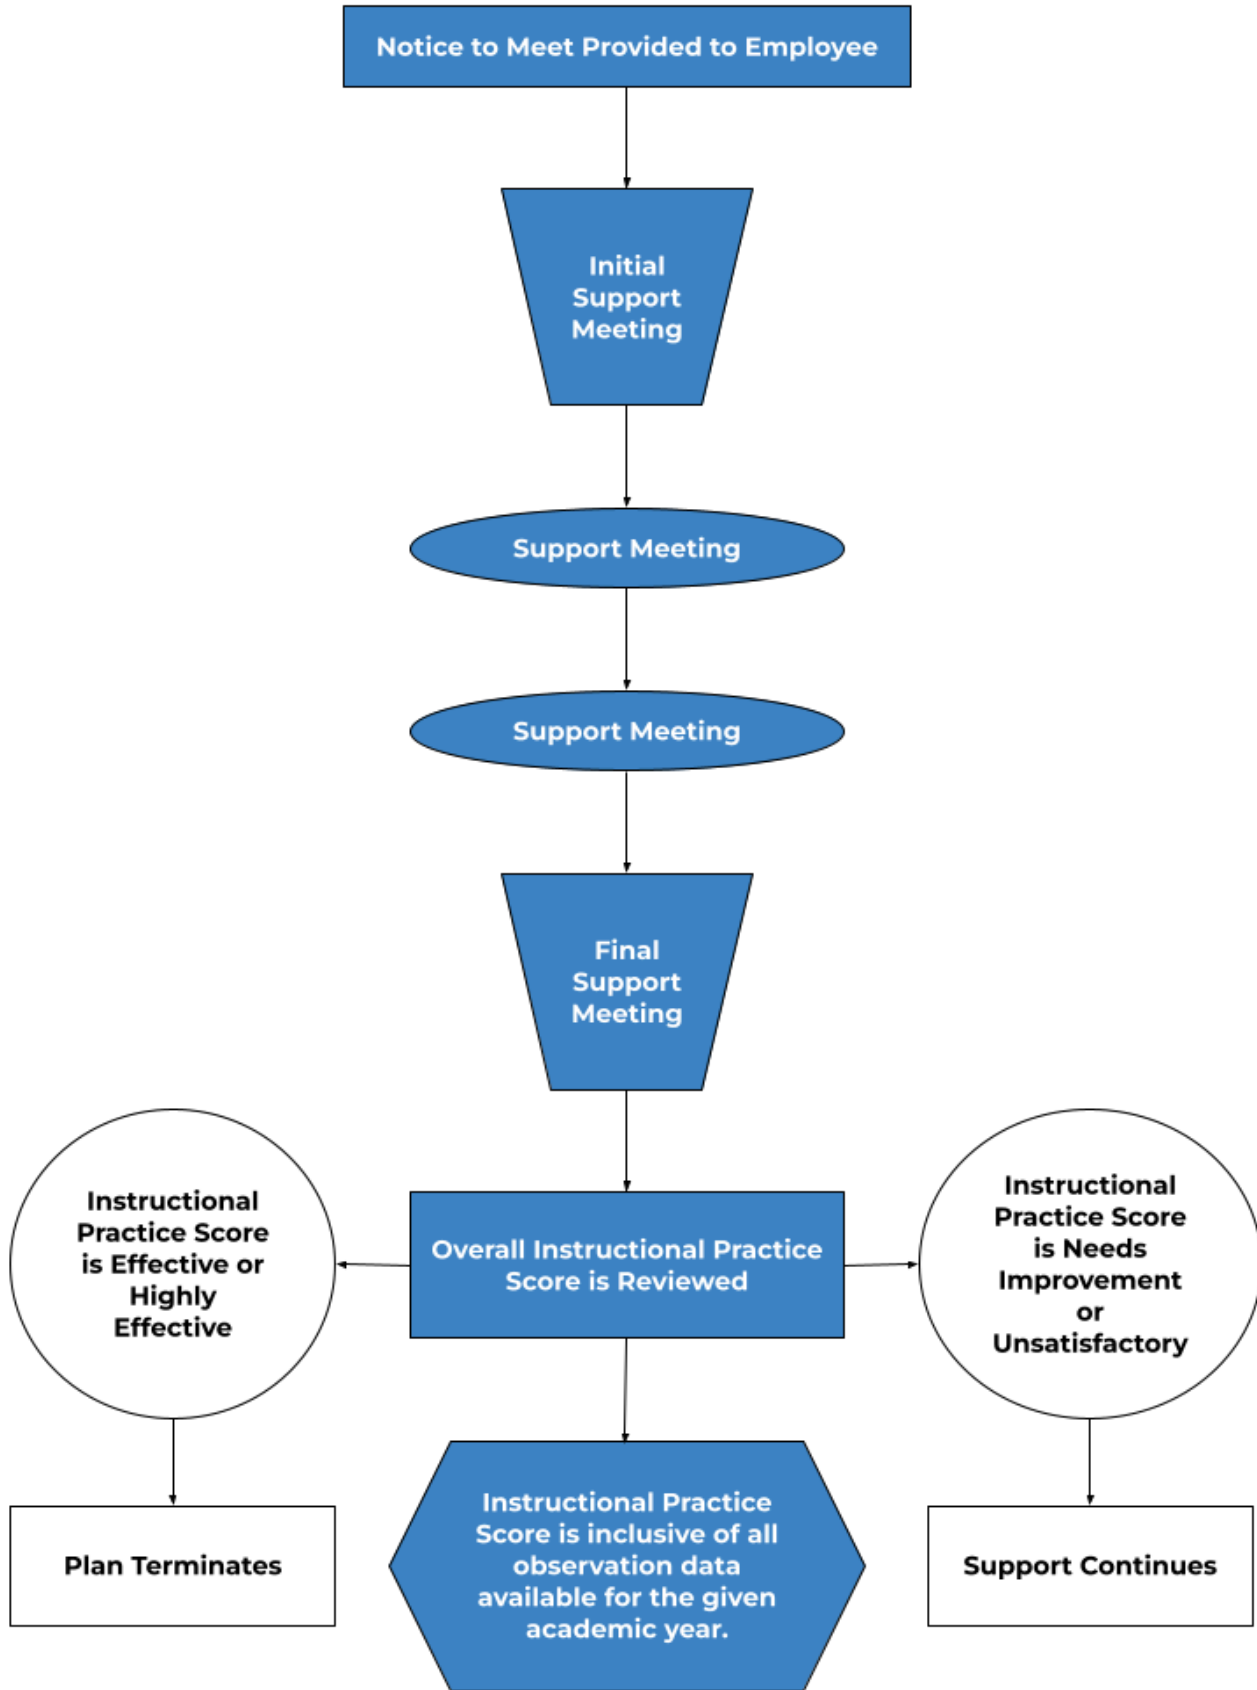 Notice to Meet Provided to Employee
Initial
Support
Meeting
Support Meeting
Support Meeting
Final
Support
Meeting
Instructional
Practice Score
is Effective or
Highly
Effective
Overall Instructional Practice
Score is Reviewed
Instructional
Practice Score
is Needs
Improvement
or
Unsatisfactory
Plan Terminates
Instructional Practice
Score is inclusive of all
observation data
available for the given
academic year.
Support Continues